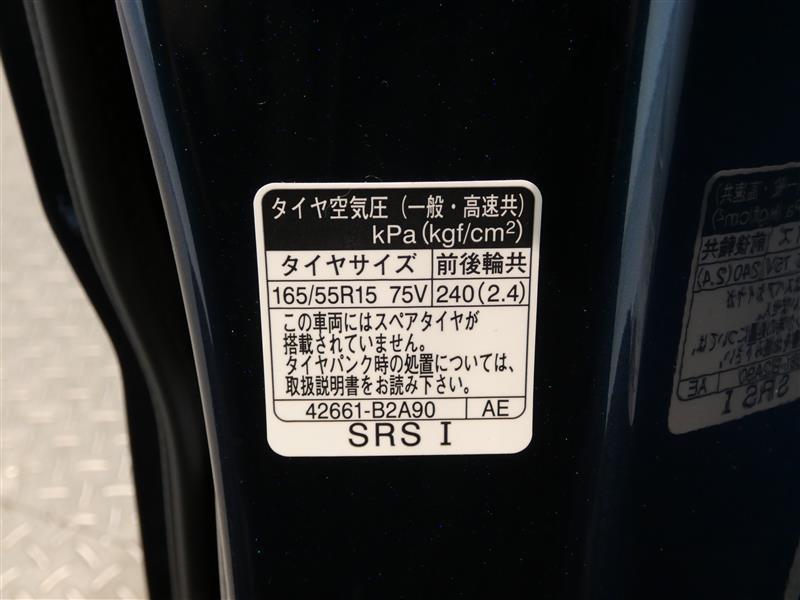 タイヤ空気圧（一般・高速共）
kPa(kgf/cm²)
タイヤサイズ 前後輪共
165/55R15 75V 240(2.4)
この車両にはスペアタイヤが
搭載されていません。
タイヤパンク時の処置については、
取扱説明書をお読み下さい。
42661-B2A90 AE
SRS I